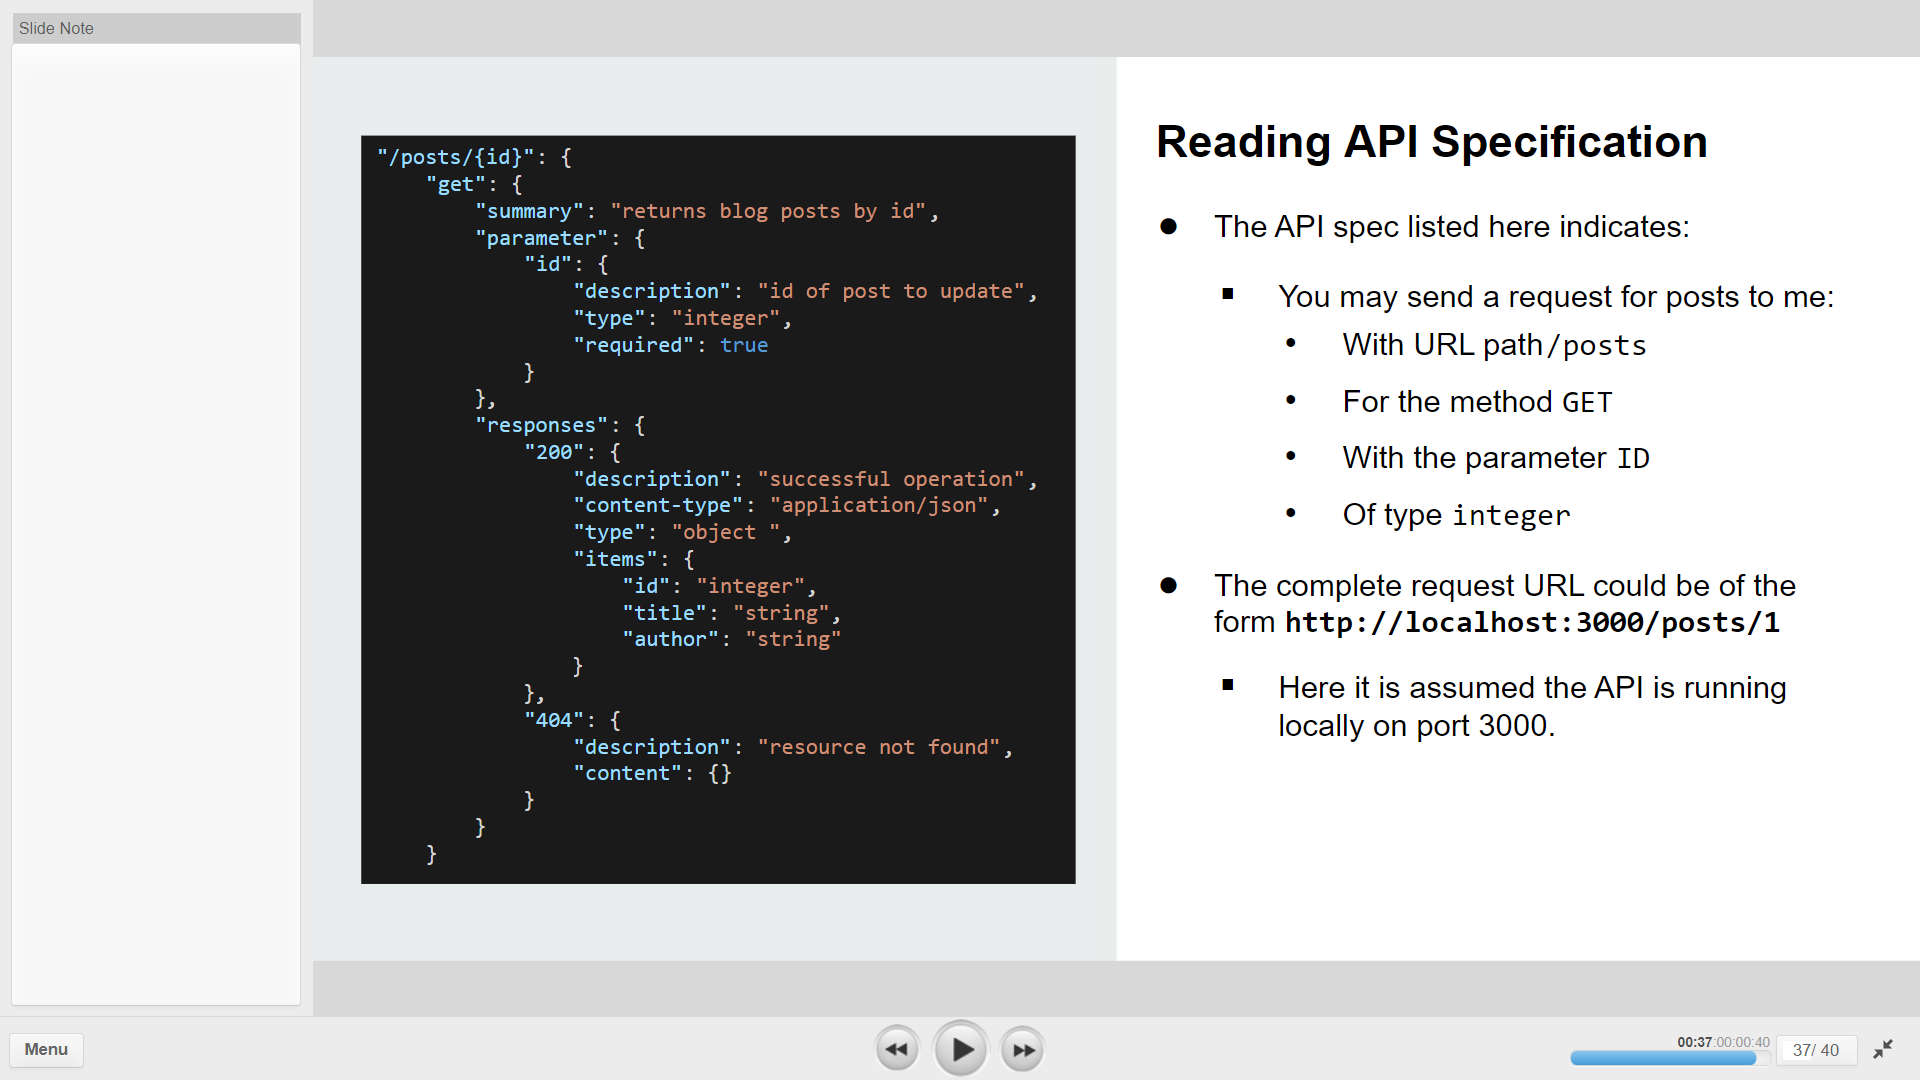 Slide Note
"/posts/{id}": {
"get": {
"summary": "returns blog posts by id",
"parameter": {
"id": {
"description": "id of post to update",
"type": "integer",
"required": true
}
},
"responses": {
"200": {
"description": "successful operation",
"content-type": "application/json",
"type": "object ",
"items": {
"id": "integer",
"title": "string",
"author": "string"
}
},
"404": {
"description": "resource not found",
"content": {}
}
}
}
Reading API Specification
● The API spec listed here indicates:
▪ You may send a request for posts to me:
• With URL path /posts
• For the method GET
• With the parameter ID
• Of type integer
● The complete request URL could be of the
form http://localhost:3000/posts/1
▪ Here it is assumed the API is running
locally on port 3000.
Menu
00:37:00:00:40
37/ 40